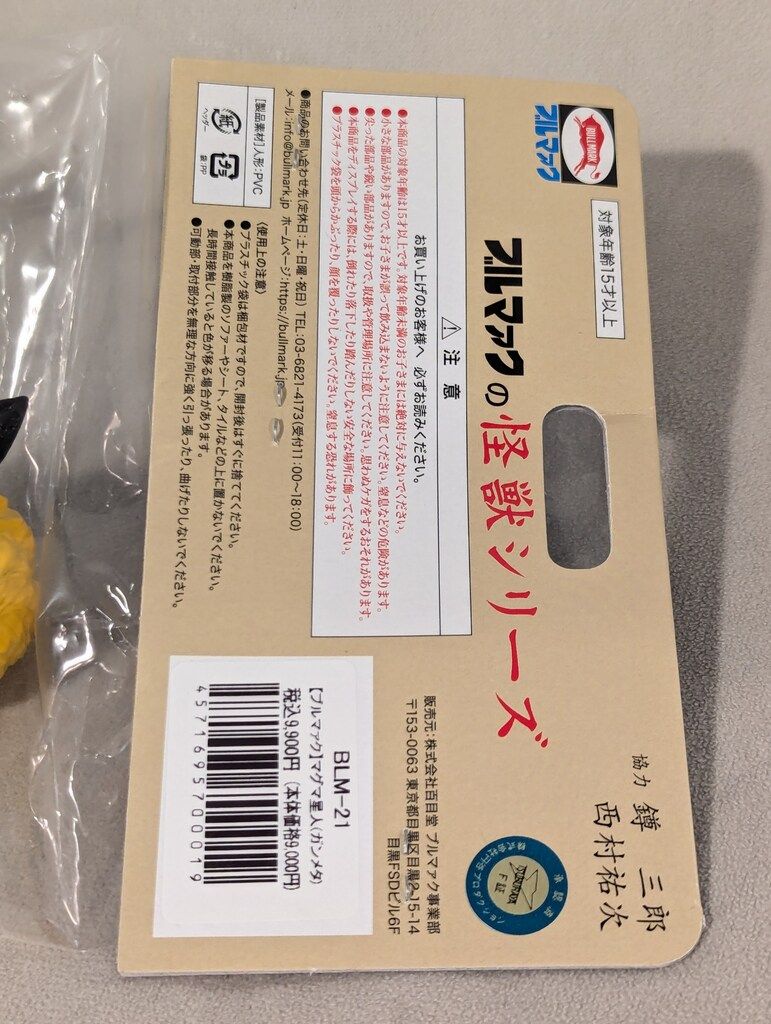 BULLMARK
ブルマァク
対象年齢15才以上
ブルマァクの怪獣シリーズ
協力 鐏 三郎
西村祐次
注 意
お買い上げのお客様へ 必ずお読みください。
●本商品の対象年齢は15才以上です。対象年齢未満のお子さまには絶対に与えないでください。
●小さな部品がありますので、お子さまが誤って飲み込まないように注意してください。窒息などの危険があります。
●尖った部品や鋭い部品がありますので、取扱や管理場所に注意してください。思わぬケガをするおそれがあります。
●本商品をディスプレイする際には、倒れたり落下したり踏んだりしない安全な場所に飾ってください。
●プラスチック袋を頭からかぶったり、顔を覆ったりしないでください。窒息する恐れがあります。
●商品のお問い合わせ先(定休日:土・日曜・祝日) TEL:03-6821-4173(受付11:00〜18:00)
メール:info@bullmark.jp ホームページ:https://bullmark.jp
[製品素材]人形:PVC
紙
ヘッダー
プラ
袋:PP
〈使用上の注意〉
●プラスチック袋は梱包材ですので、開封後はすぐに捨ててください。
●本商品を樹脂製のソファーやシート、タイルなどの上に置かないでください。
長時間接触していると色が移る場合があります。
●可動部・取付部分を無理な方向に強く引っ張ったり、曲げたりしないでください。
販売元:株式会社百目堂 ブルマァク事業部
〒153-0063 東京都目黒区目黒2-15-14
目黒FSDビル6F
BLM-21
【ブルマァク】マグマ星人(ガンメタ)
税込9,900円 (本体価格9,000円)
4571695700019